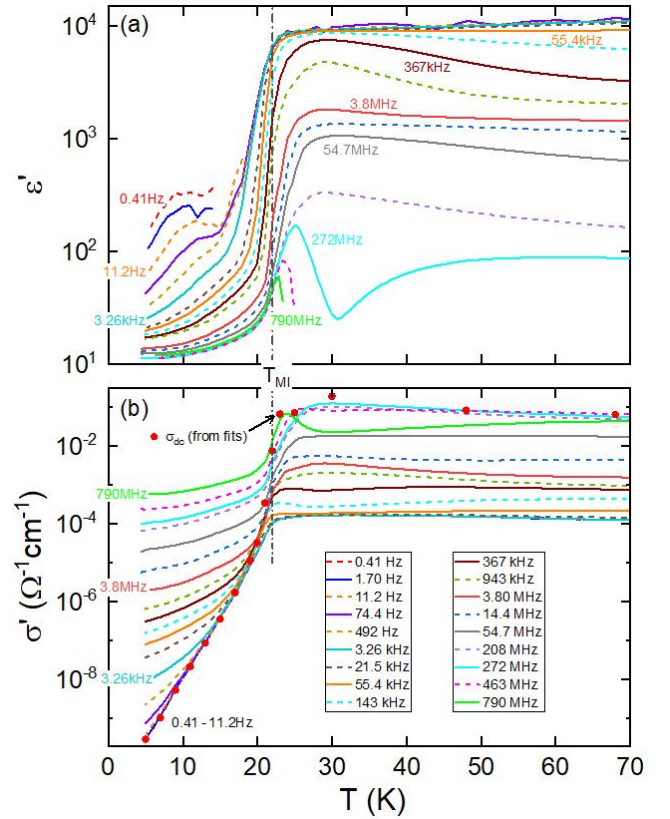 (a)
10⁴
10³
10²
10¹
ε'
55.4kHz
367kHz
3.8MHz
54.7MHz
0.41Hz
11.2Hz
272MHz
3.26kHz
790MHz
T_MI
(b)
σ_dc (from fits)
10⁻²
10⁻⁴
10⁻⁶
10⁻⁸
σ' (Ω⁻¹cm⁻¹)
790MHz
3.8MHz
3.26kHz
0.41 - 11.2Hz
0.41 Hz
1.70 Hz
11.2 Hz
74.4 Hz
492 Hz
3.26 kHz
21.5 kHz
55.4 kHz
143 kHz
367 kHz
943 kHz
3.80 MHz
14.4 MHz
54.7 MHz
208 MHz
272 MHz
463 MHz
790 MHz
0 10 20 30 40 50 60 70
T (K)